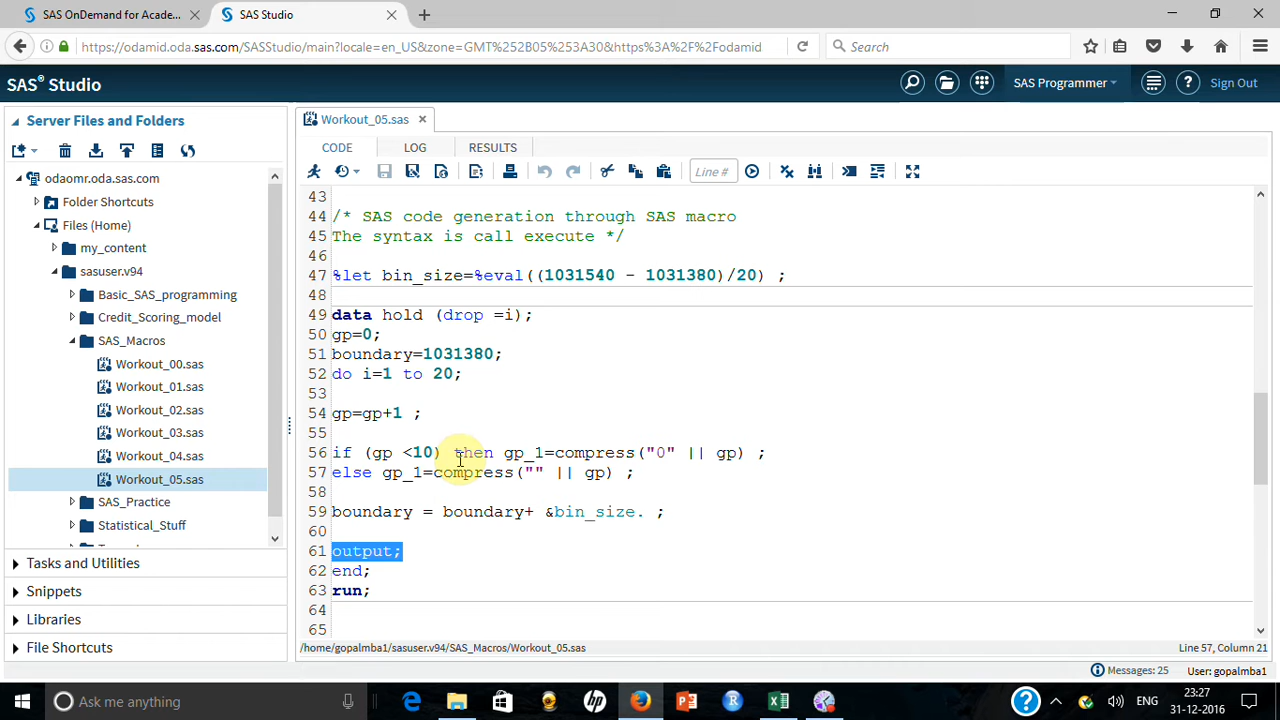 SAS OnDemand for Acade...
SAS Studio
https://odamid.oda.sas.com/SASStudio/main?locale=en_US&zone=GMT%252B05%253A30&https%3A%2F%2Fodamid
Search
SAS® Studio
SAS Programmer
Sign Out
Server Files and Folders
odaomr.oda.sas.com
Folder Shortcuts
Files (Home)
my_content
sasuser.v94
Basic_SAS_programming
Credit_Scoring_model
SAS_Macros
Workout_00.sas
Workout_01.sas
Workout_02.sas
Workout_03.sas
Workout_04.sas
Workout_05.sas
SAS_Practice
Statistical_Stuff
Tasks and Utilities
Snippets
Libraries
File Shortcuts
Workout_05.sas
CODE LOG RESULTS
Line #
43
44 /* SAS code generation through SAS macro
45 The syntax is call execute */
46
47 %let bin_size=%eval((1031540 - 1031380)/20) ;
48
49 data hold (drop =i);
50 gp=0;
51 boundary=1031380;
52 do i=1 to 20;
53
54 gp=gp+1 ;
55
56 if (gp <10) then gp_1=compress("0" || gp) ;
57 else gp_1=compress("" || gp) ;
58
59 boundary = boundary+ &bin_size. ;
60
61 output;
62 end;
63 run;
64
65
/home/gopalmba1/sasuser.v94/SAS_Macros/Workout_05.sas
Line 57, Column 21
Messages: 25
User: gopalmba1
Ask me anything
ENG
23:27
31-12-2016